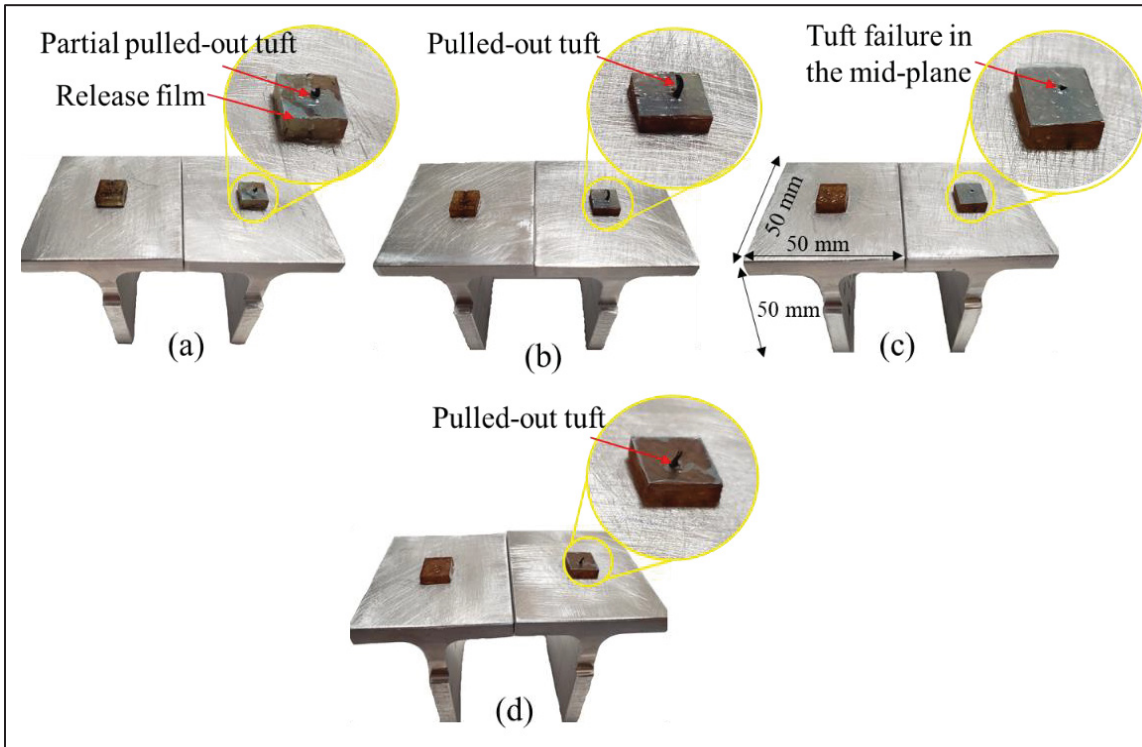 Partial pulled-out tuft
Release film
Pulled-out tuft
Tuft failure in
the mid-plane
50 mm
50 mm
50 mm
(a)
(b)
(c)
Pulled-out tuft
(d)